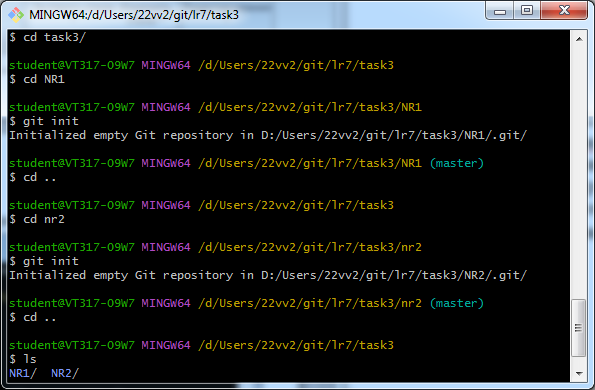 MINGW64:/d/Users/22vv2/git/lr7/task3
$ cd task3/
student@VT317-09W7 MINGW64 /d/Users/22vv2/git/lr7/task3
$ cd NR1
student@VT317-09W7 MINGW64 /d/Users/22vv2/git/lr7/task3/NR1
$ git init
Initialized empty Git repository in D:/Users/22vv2/git/lr7/task3/NR1/.git/
student@VT317-09W7 MINGW64 /d/Users/22vv2/git/lr7/task3/NR1 (master)
$ cd ..
student@VT317-09W7 MINGW64 /d/Users/22vv2/git/lr7/task3
$ cd nr2
student@VT317-09W7 MINGW64 /d/Users/22vv2/git/lr7/task3/nr2
$ git init
Initialized empty Git repository in D:/Users/22vv2/git/lr7/task3/NR2/.git/
student@VT317-09W7 MINGW64 /d/Users/22vv2/git/lr7/task3/nr2 (master)
$ cd ..
student@VT317-09W7 MINGW64 /d/Users/22vv2/git/lr7/task3
$ ls
NR1/  NR2/